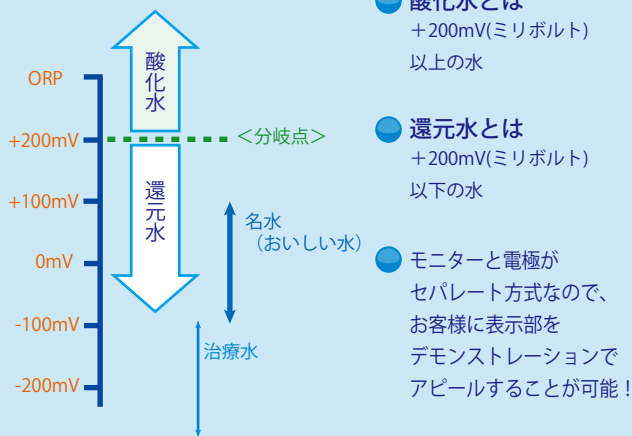 ORP
+200mV
+100mV
0mV
-100mV
-200mV
酸化水
還元水
＜分岐点＞
名水
（おいしい水）
治療水
酸化水とは
＋200mV(ミリボルト)
以上の水
還元水とは
＋200mV(ミリボルト)
以下の水
モニターと電極が
セパレート方式なので、
お客様に表示部を
デモンストレーションで
アピールすることが可能！